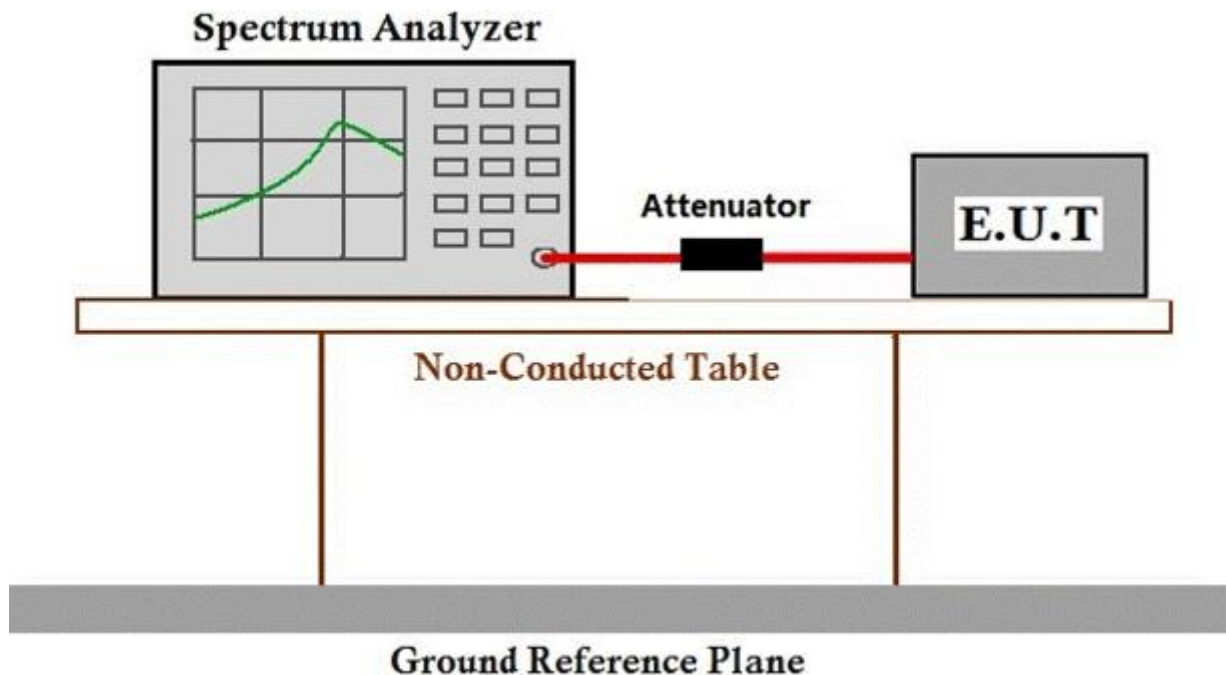 Spectrum Analyzer
Attenuator
E.U.T
Non-Conducted Table
Ground Reference Plane